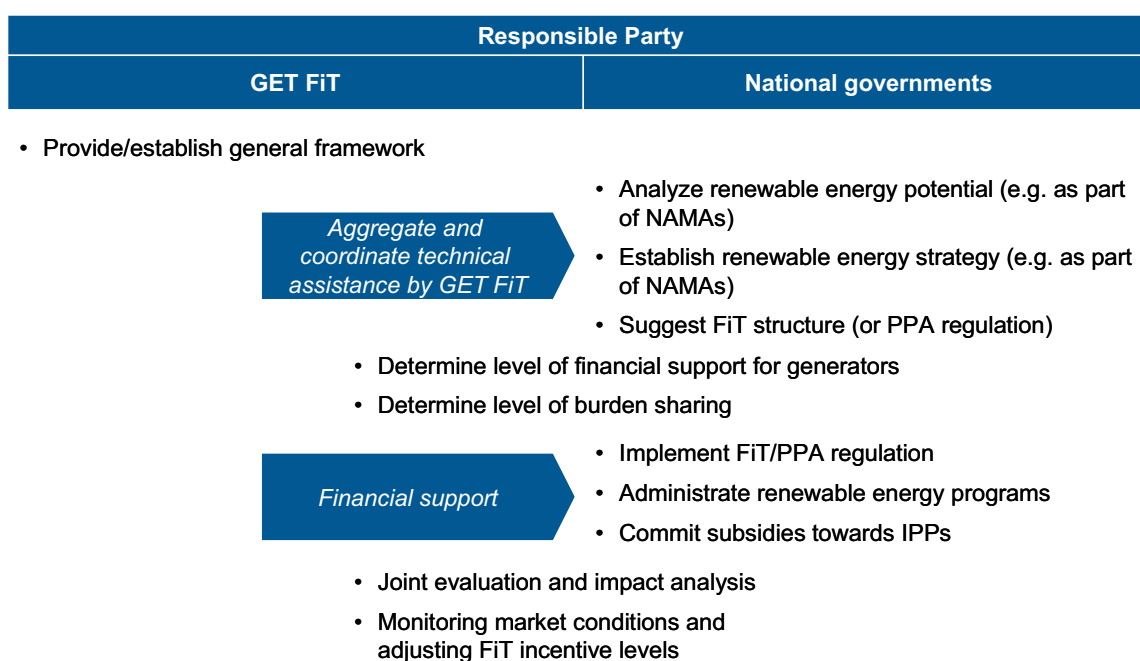 Responsible Party
GET FiT
National governments
• Provide/establish general framework
Aggregate and
coordinate technical
assistance by GET FiT
• Analyze renewable energy potential (e.g. as part
of NAMAs)
• Establish renewable energy strategy (e.g. as part
of NAMAs)
• Suggest FiT structure (or PPA regulation)
• Determine level of financial support for generators
• Determine level of burden sharing
Financial support
• Implement FiT/PPA regulation
• Administrate renewable energy programs
• Commit subsidies towards IPPs
• Joint evaluation and impact analysis
• Monitoring market conditions and
adjusting FiT incentive levels